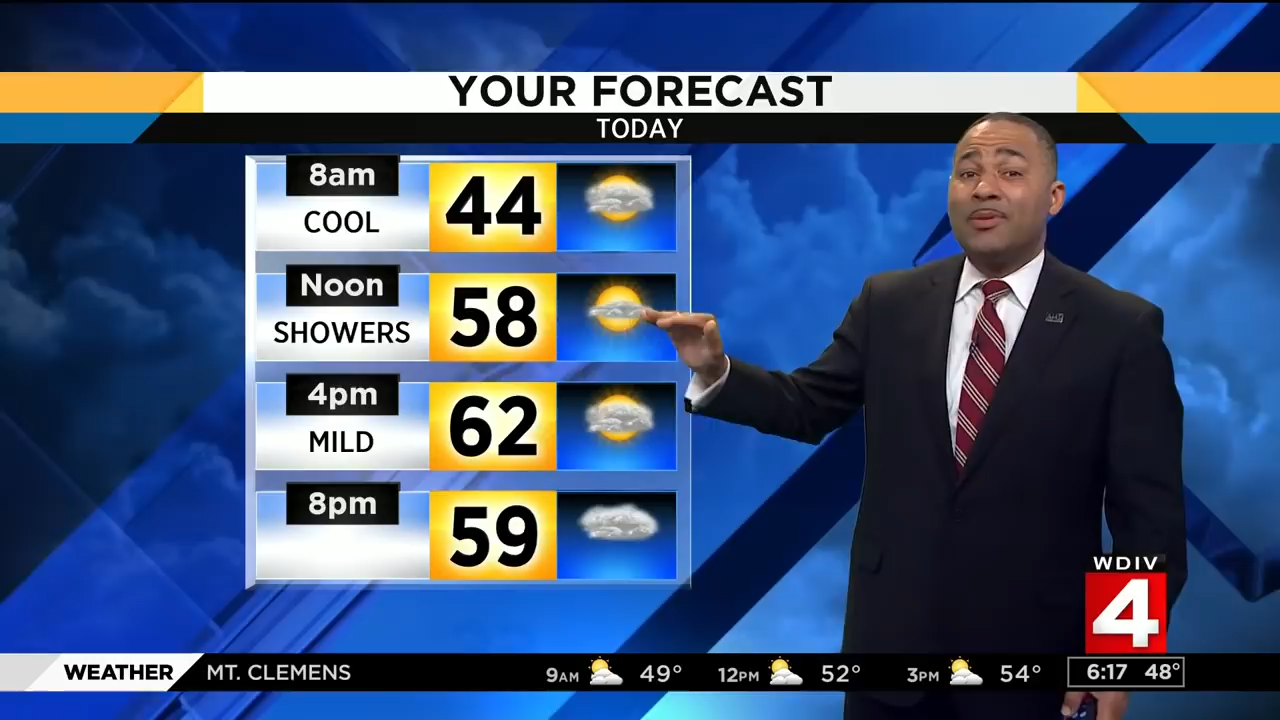 YOUR FORECAST
TODAY
8am
COOL
44
Noon
SHOWERS
58
4pm
MILD
62
8pm
59
WDIV
4
WEATHER
MT. CLEMENS
9AM 49° 12PM 52° 3PM 54°
6:17 48°